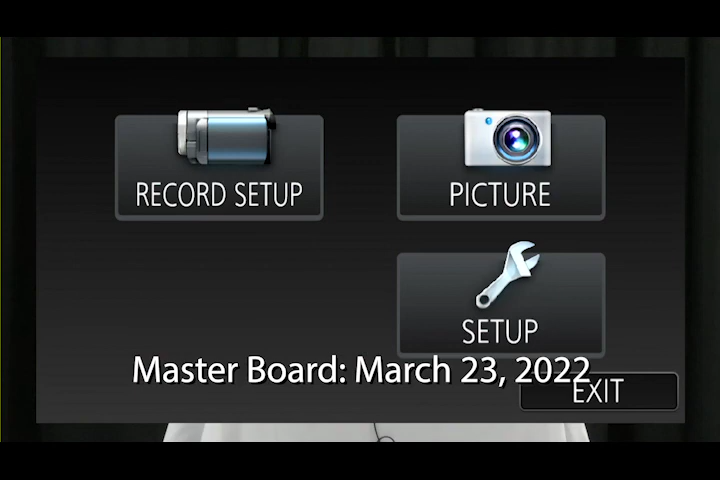 RECORD SETUP
PICTURE
SETUP
Master Board: March 23, 2022
EXIT